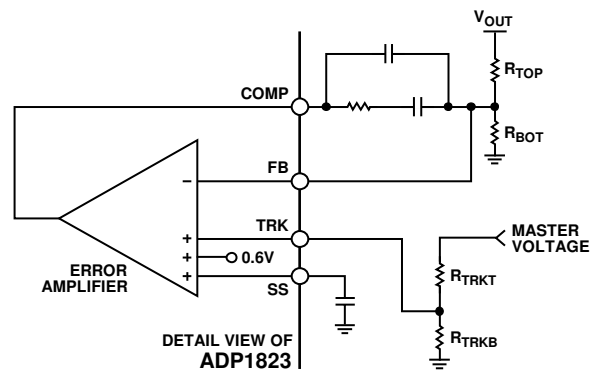 VOUT
RTOP
COMP
RBOT
FB
−
TRK
MASTER
VOLTAGE
+
+
0.6V
+
RTRKT
ERROR
AMPLIFIER
SS
RTRKB
DETAIL VIEW OF
ADP1823